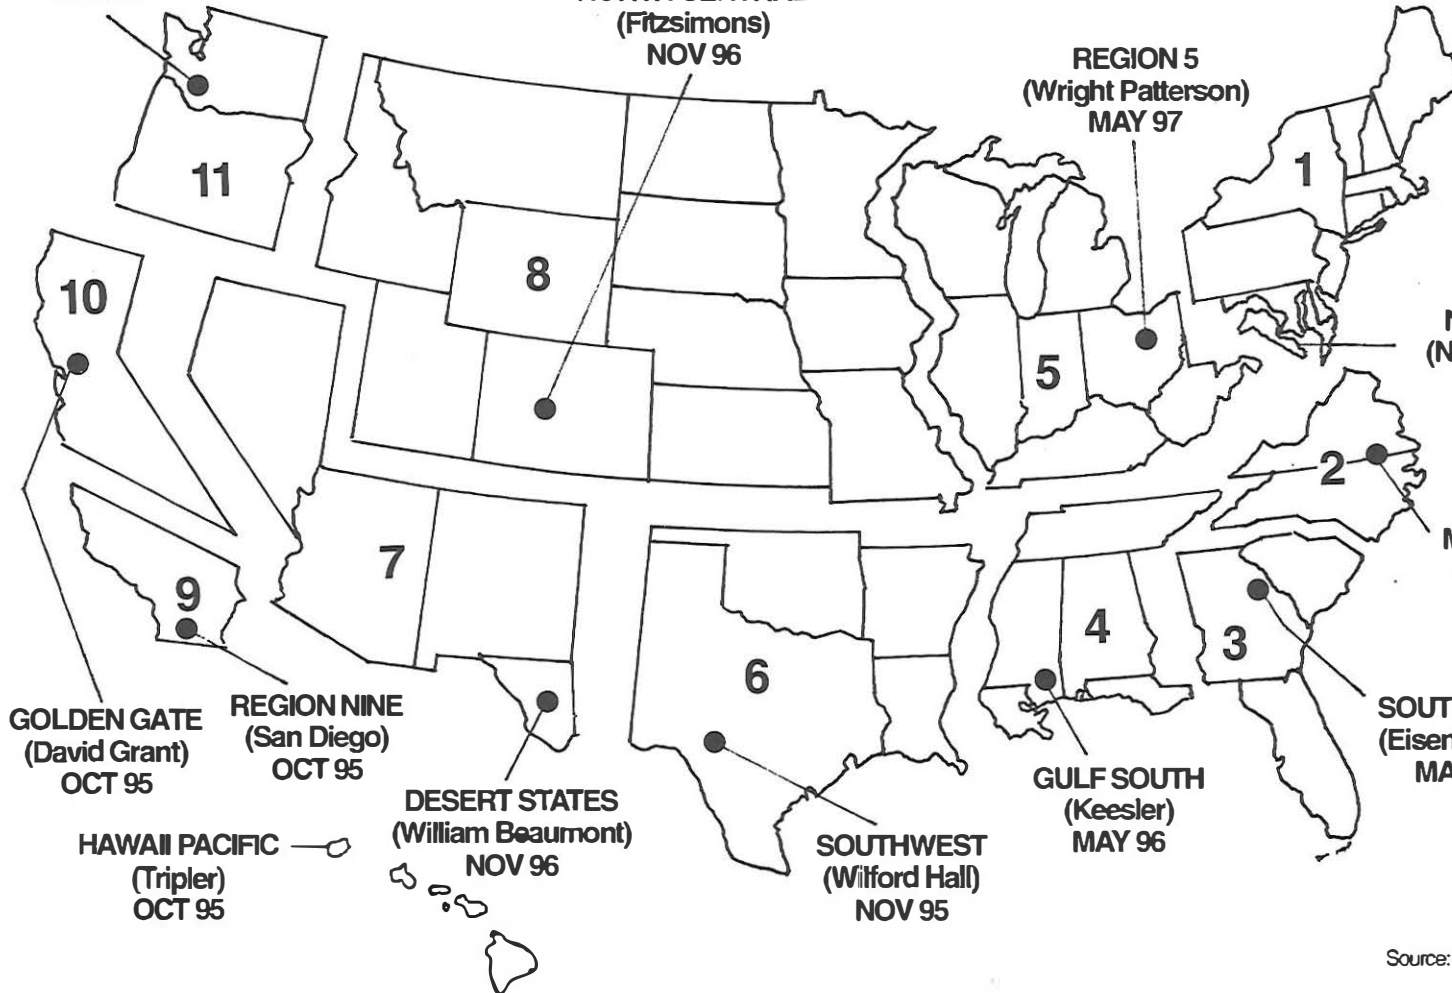 (Fitzsimons)
NOV 96
REGION 5
(Wright Patterson)
MAY 97
11
1
8
10
5
2
7
9
4
6
3
GOLDEN GATE
(David Grant)
OCT 95
REGION NINE
(San Diego)
OCT 95
DESERT STATES
(William Beaumont)
NOV 96
HAWAII PACIFIC
(Tripler)
OCT 95
SOUTHWEST
(Wilford Hall)
NOV 95
GULF SOUTH
(Keesler)
MAY 96
Source: